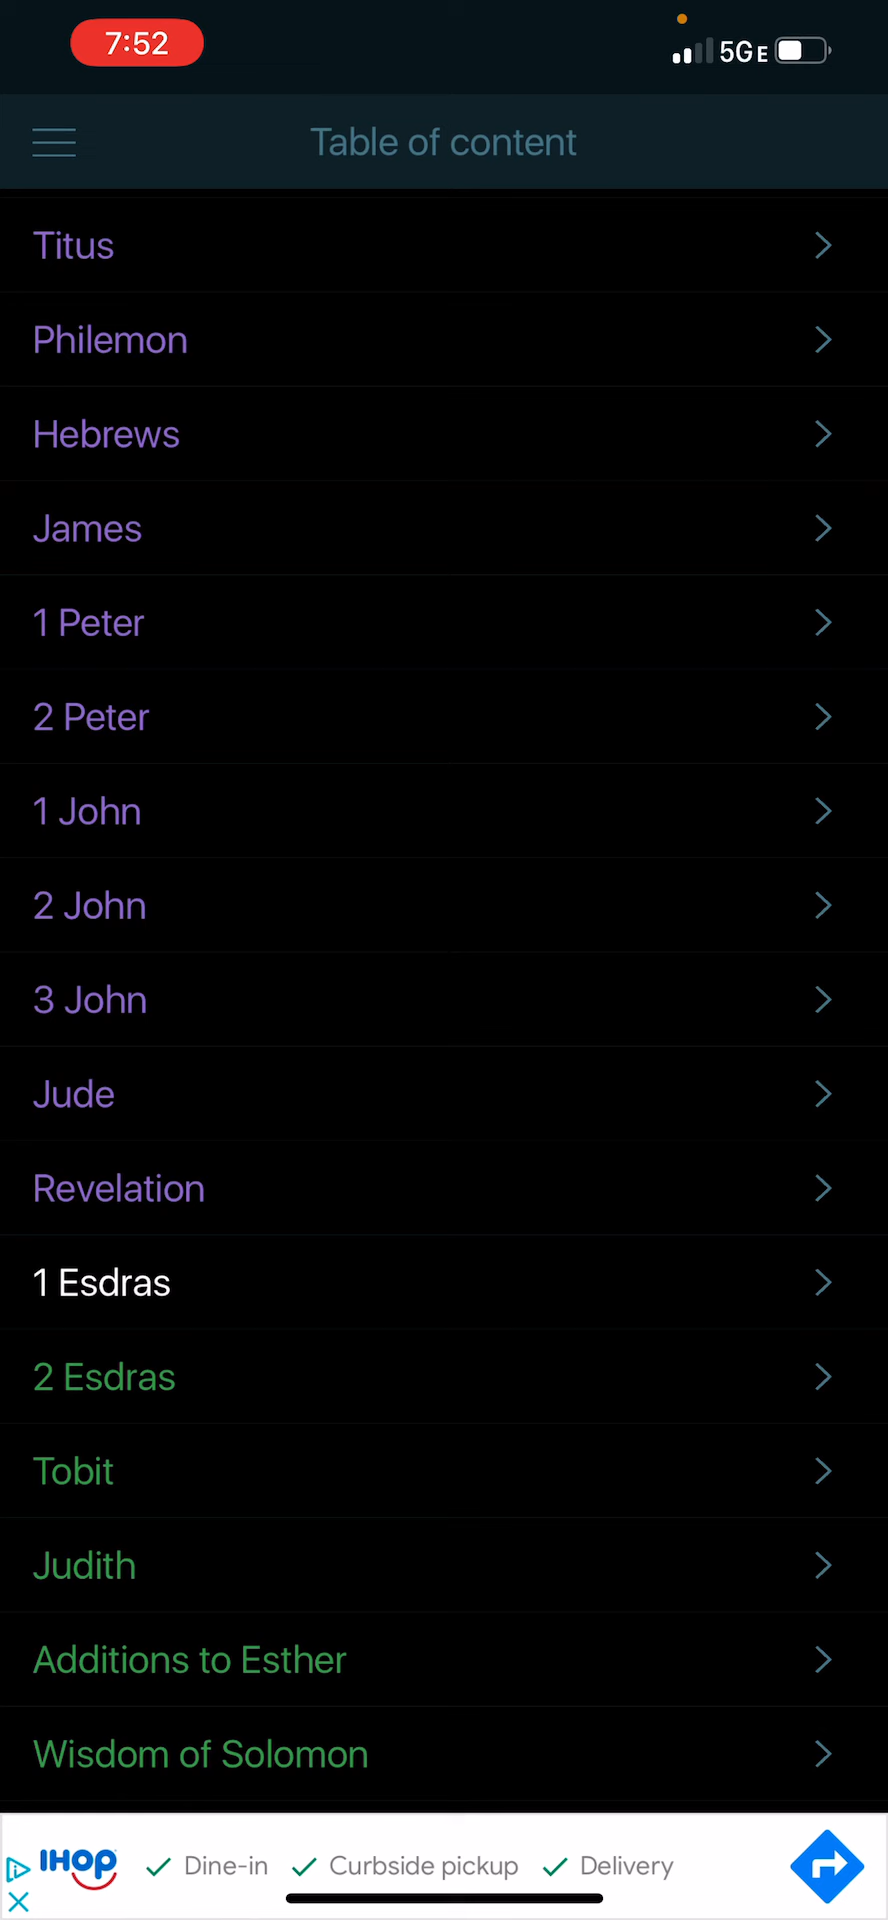 7:52
5GE
Table of content
Titus
Philemon
Hebrews
James
1 Peter
2 Peter
1 John
2 John
3 John
Jude
Revelation
1 Esdras
2 Esdras
Tobit
Judith
Additions to Esther
Wisdom of Solomon
IHOP Dine-in Curbside pickup Delivery